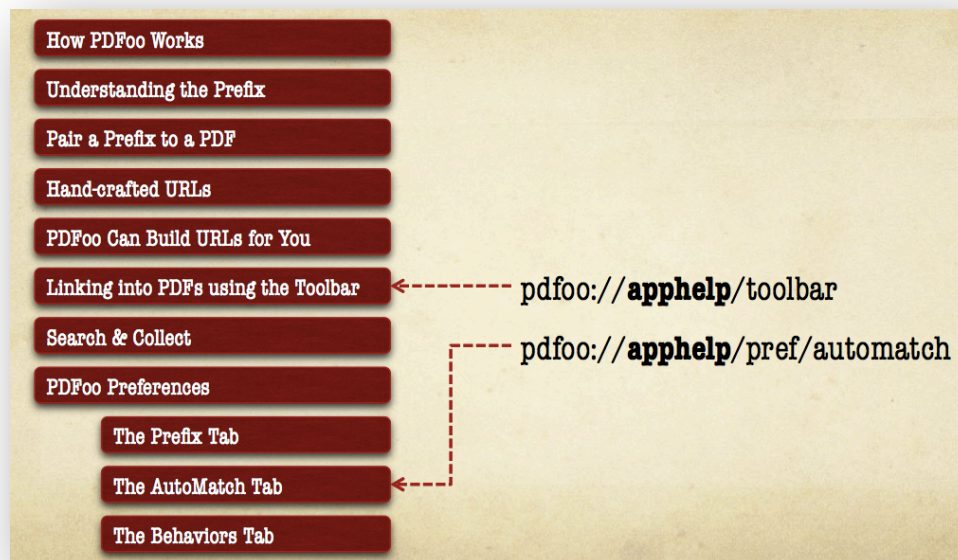 How PDFoo Works
Understanding the Prefix
Pair a Prefix to a PDF
Hand-crafted URLs
PDFoo Can Build URLs for You
Linking into PDFs using the Toolbar
pdfoo://apphelp/toolbar
Search & Collect
pdfoo://apphelp/pref/automatch
PDFoo Preferences
The Prefix Tab
The AutoMatch Tab
The Behaviors Tab